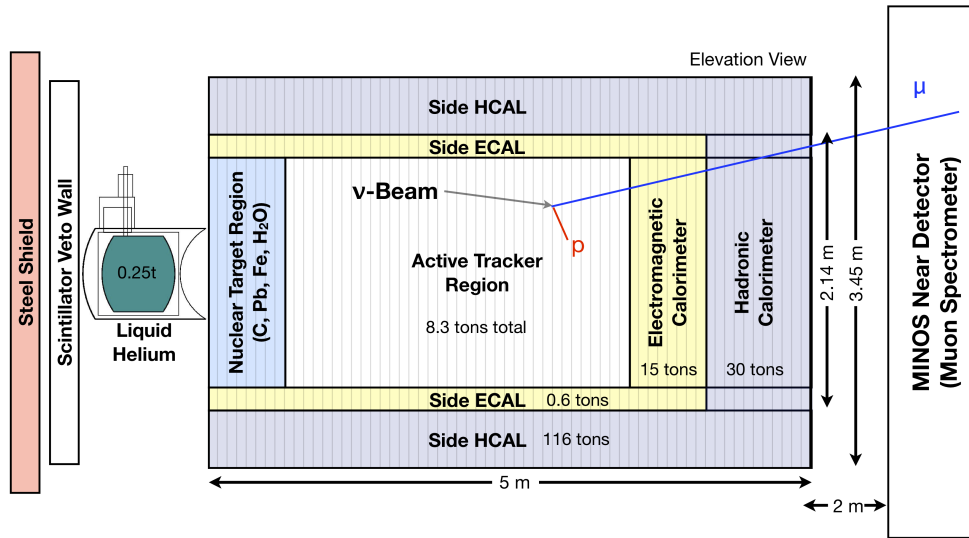 Elevation View
Steel Shield
Scintillator Veto Wall
0.25t
Liquid
Helium
Side HCAL
Side ECAL
Nuclear Target Region
(C, Pb, Fe, H₂O)
ν-Beam
p
μ
Active Tracker
Region
8.3 tons total
Electromagnetic
Calorimeter
15 tons
Hadronic
Calorimeter
30 tons
Side ECAL 0.6 tons
Side HCAL 116 tons
5 m
2.14 m
3.45 m
2 m
MINOS Near Detector
(Muon Spectrometer)